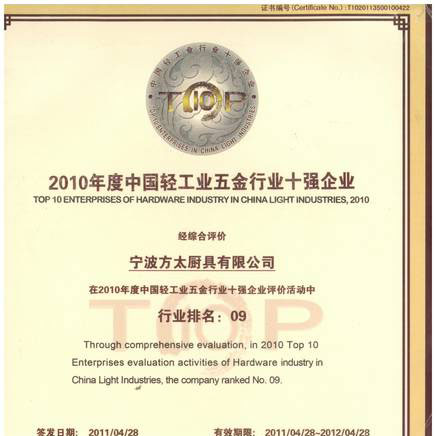 证书编号(Certificate No.) : T1020113500100422
中国轻工业行业十强企业
TOP 10
TOP 10 ENTERPRISES IN CHINA LIGHT INDUSTRIES
2010年度中国轻工业五金行业十强企业
TOP 10 ENTERPRISES OF HARDWARE INDUSTRY IN CHINA LIGHT INDUSTRIES, 2010
经综合评价
宁波方太厨具有限公司
在2010年度中国轻工业五金行业十强企业评价活动中
行业排名: 09
Through comprehensive evaluation, in 2010 Top 10
Enterprises evaluation activities of Hardware industry in
China Light Industries, the company ranked No. 09.
签发日期: 2011/04/28 有效期限: 2011/04/28~2012/04/28